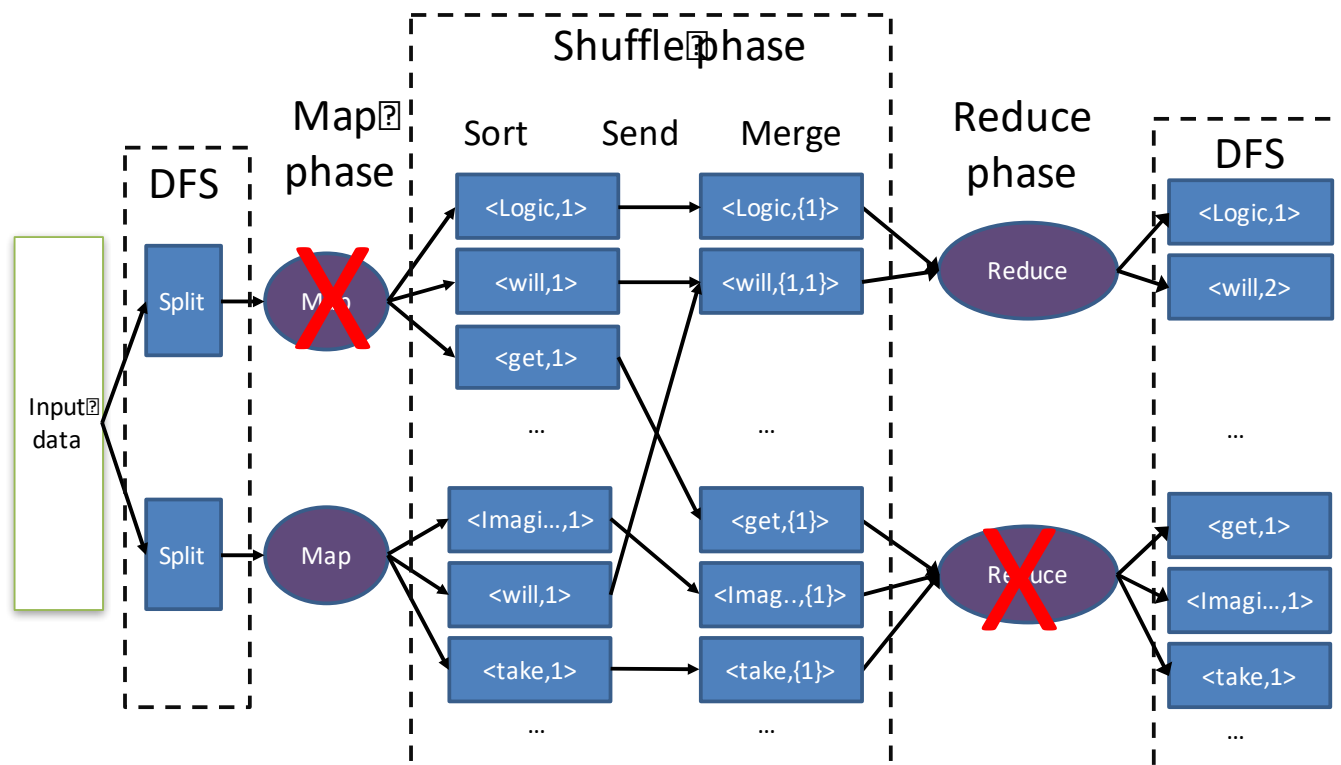 Shuffle phase
Map
phase
Sort
Send
Merge
Reduce
phase
DFS
DFS
Input
data
Split
Split
Map
Map
<Logic,1>
<will,1>
<get,1>
...
<Imagi...,1>
<will,1>
<take,1>
...
<Logic,{1}>
<will,{1,1}>
...
<get,{1}>
<Imag..,{1}>
<take,{1}>
...
Reduce
Reduce
<Logic,1>
<will,2>
...
<get,1>
<Imagi...,1>
<take,1>
...